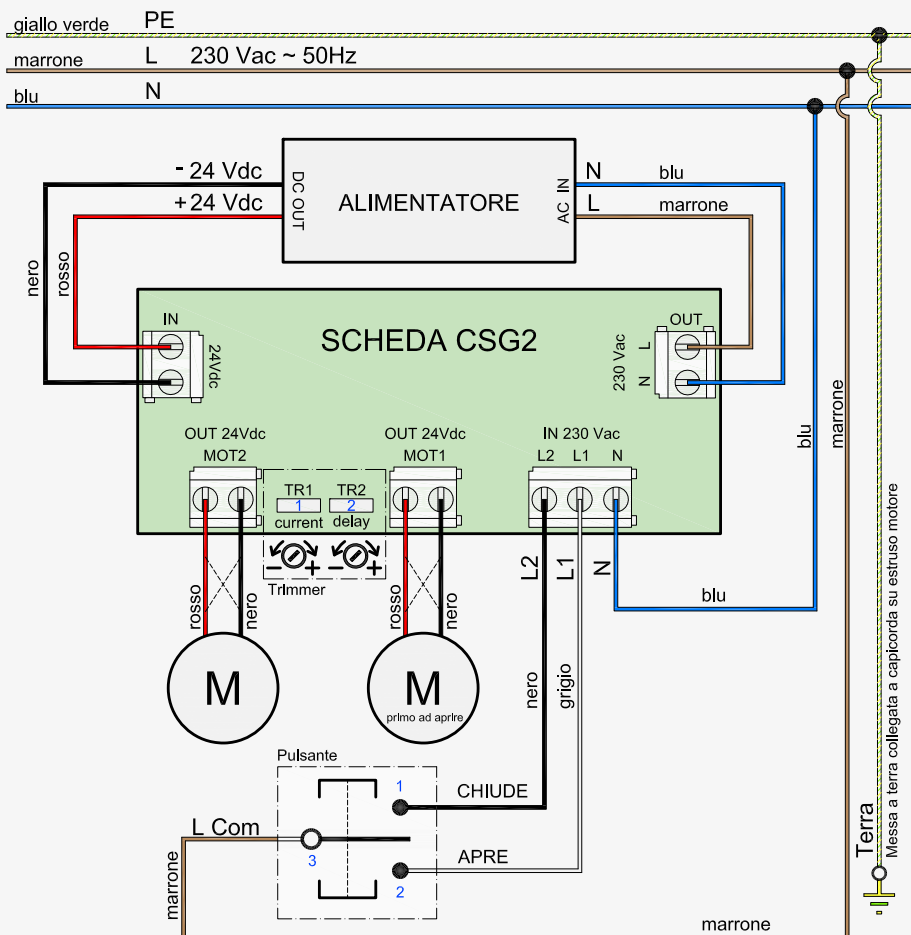 giallo verde PE
marrone L 230 Vac ~ 50Hz
blu N
- 24 Vdc
+ 24 Vdc
DC OUT
ALIMENTATORE
AC IN
N blu
L marrone
nero
rosso
IN
24Vdc
SCHEDA CSG2
OUT
230 Vac
L
N
marrone
blu
OUT 24Vdc
MOT2
TR1
1
current
TR2
2
delay
OUT 24Vdc
MOT1
IN 230 Vac
L2 L1 N
- +
- +
Trimmer
L2
L1
N
blu
rosso
nero
rosso
nero
M
M
primo ad aprire
nero
grigio
Pulsante
1
CHIUDE
L Com
3
APRE
2
marrone
marrone
Terra
Messa a terra collegata a capicorda su estruso motore